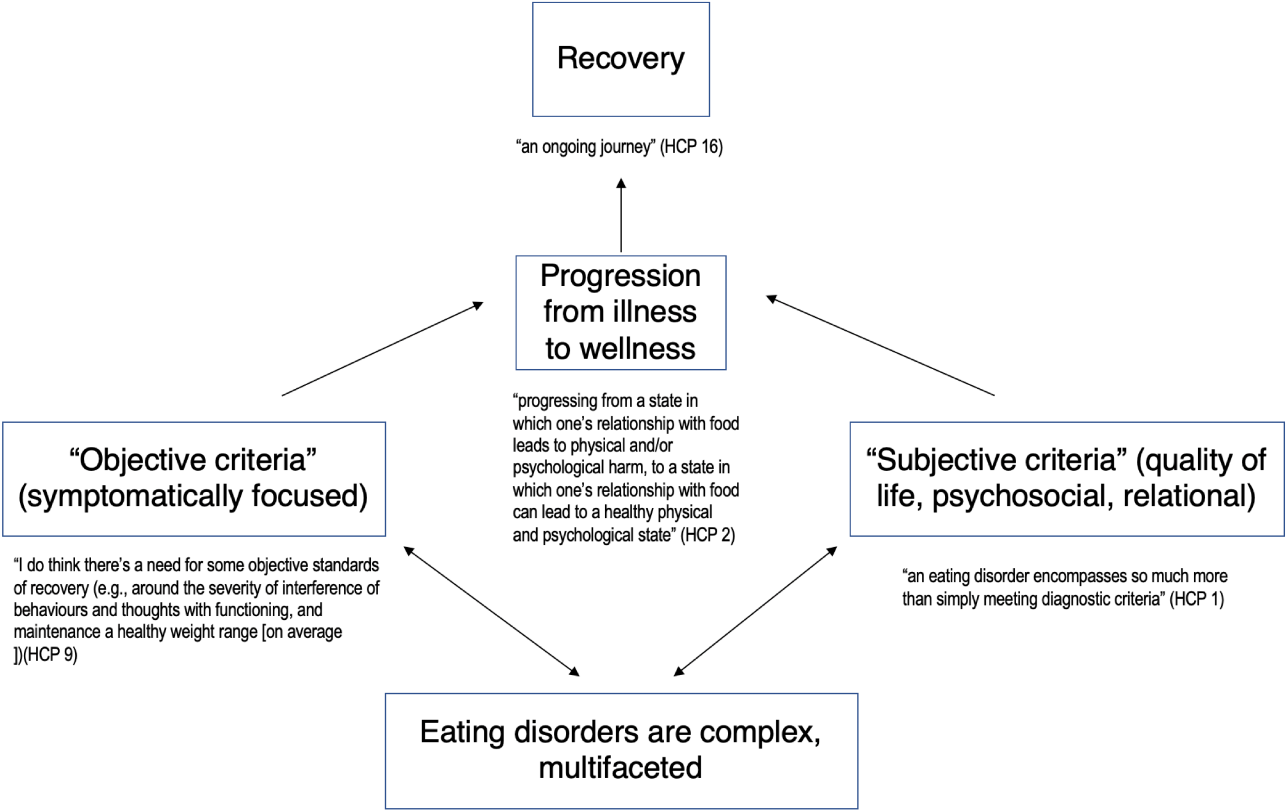 Recovery
“an ongoing journey” (HCP 16)
Progression
from illness
to wellness
“progressing from a state in
which one’s relationship with food
leads to physical and/or
psychological harm, to a state in
which one’s relationship with food
can lead to a healthy physical
and psychological state” (HCP 2)
“Objective criteria”
(symptomatically focused)
“I do think there’s a need for some objective standards
of recovery (e.g., around the severity of interference of
behaviours and thoughts with functioning, and
maintenance a healthy weight range [on average
])(HCP 9)
“Subjective criteria” (quality of
life, psychosocial, relational)
“an eating disorder encompasses so much more
than simply meeting diagnostic criteria” (HCP 1)
Eating disorders are complex,
multifaceted